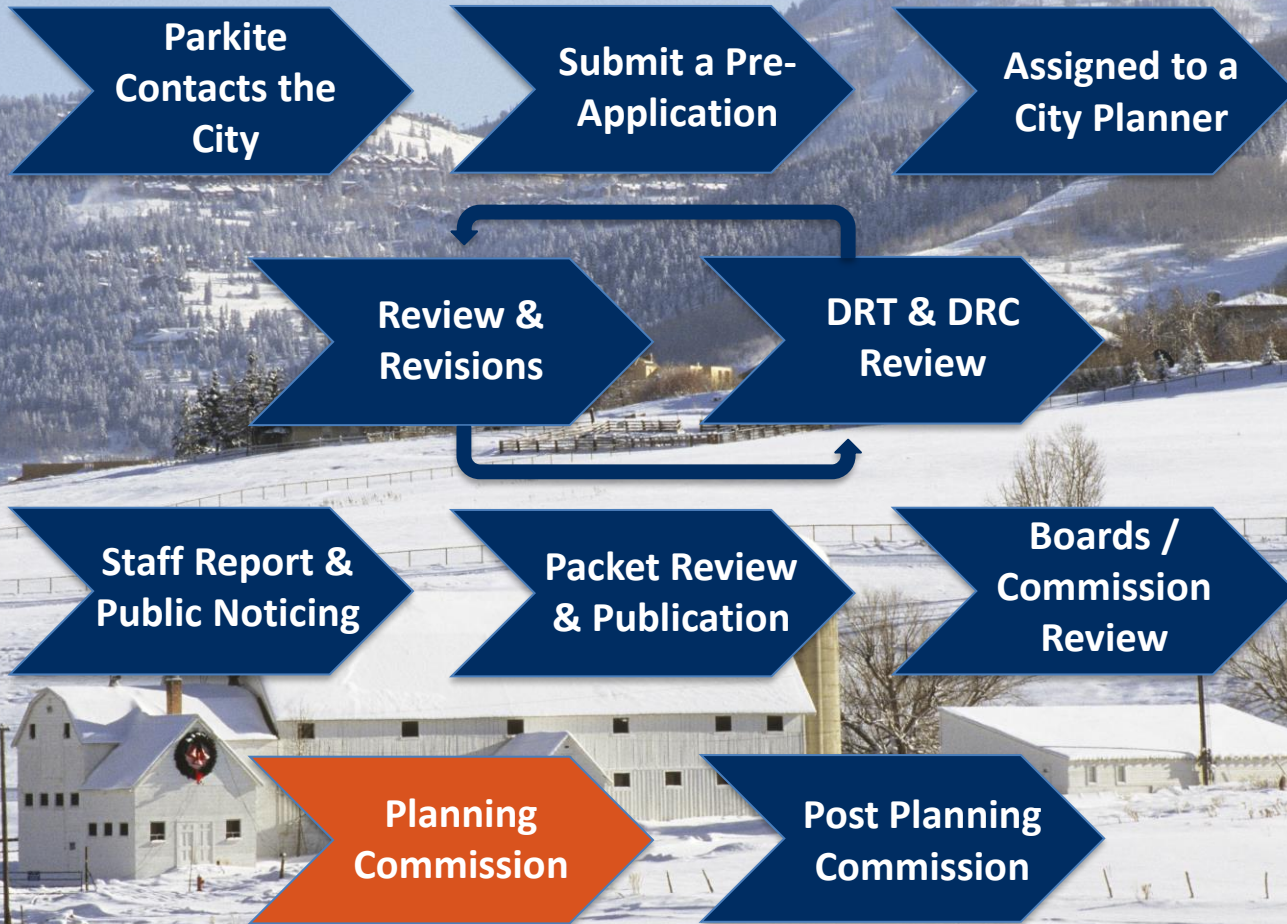 Parkite
Contacts the
City
Submit a Pre-
Application
Assigned to a
City Planner
Review &
Revisions
DRT & DRC
Review
Staff Report &
Public Noticing
Packet Review
& Publication
Boards /
Commission
Review
Planning
Commission
Post Planning
Commission